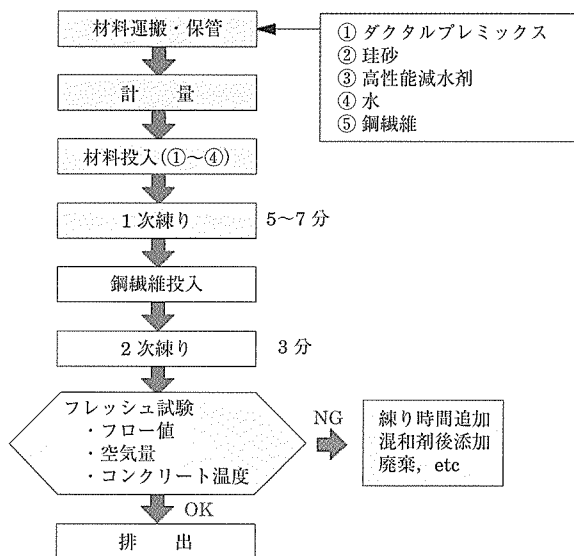 材料運搬・保管
① ダクタルプレミックス
② 珪砂
③ 高性能減水剤
④ 水
⑤ 鋼繊維
計　量
材料投入(①～④)
1 次練り
5～7 分
鋼繊維投入
2 次練り
3 分
フレッシュ試験
・フロー値
・空気量
・コンクリート温度
NG
練り時間追加
混和剤後添加
廃棄，etc
OK
排　出